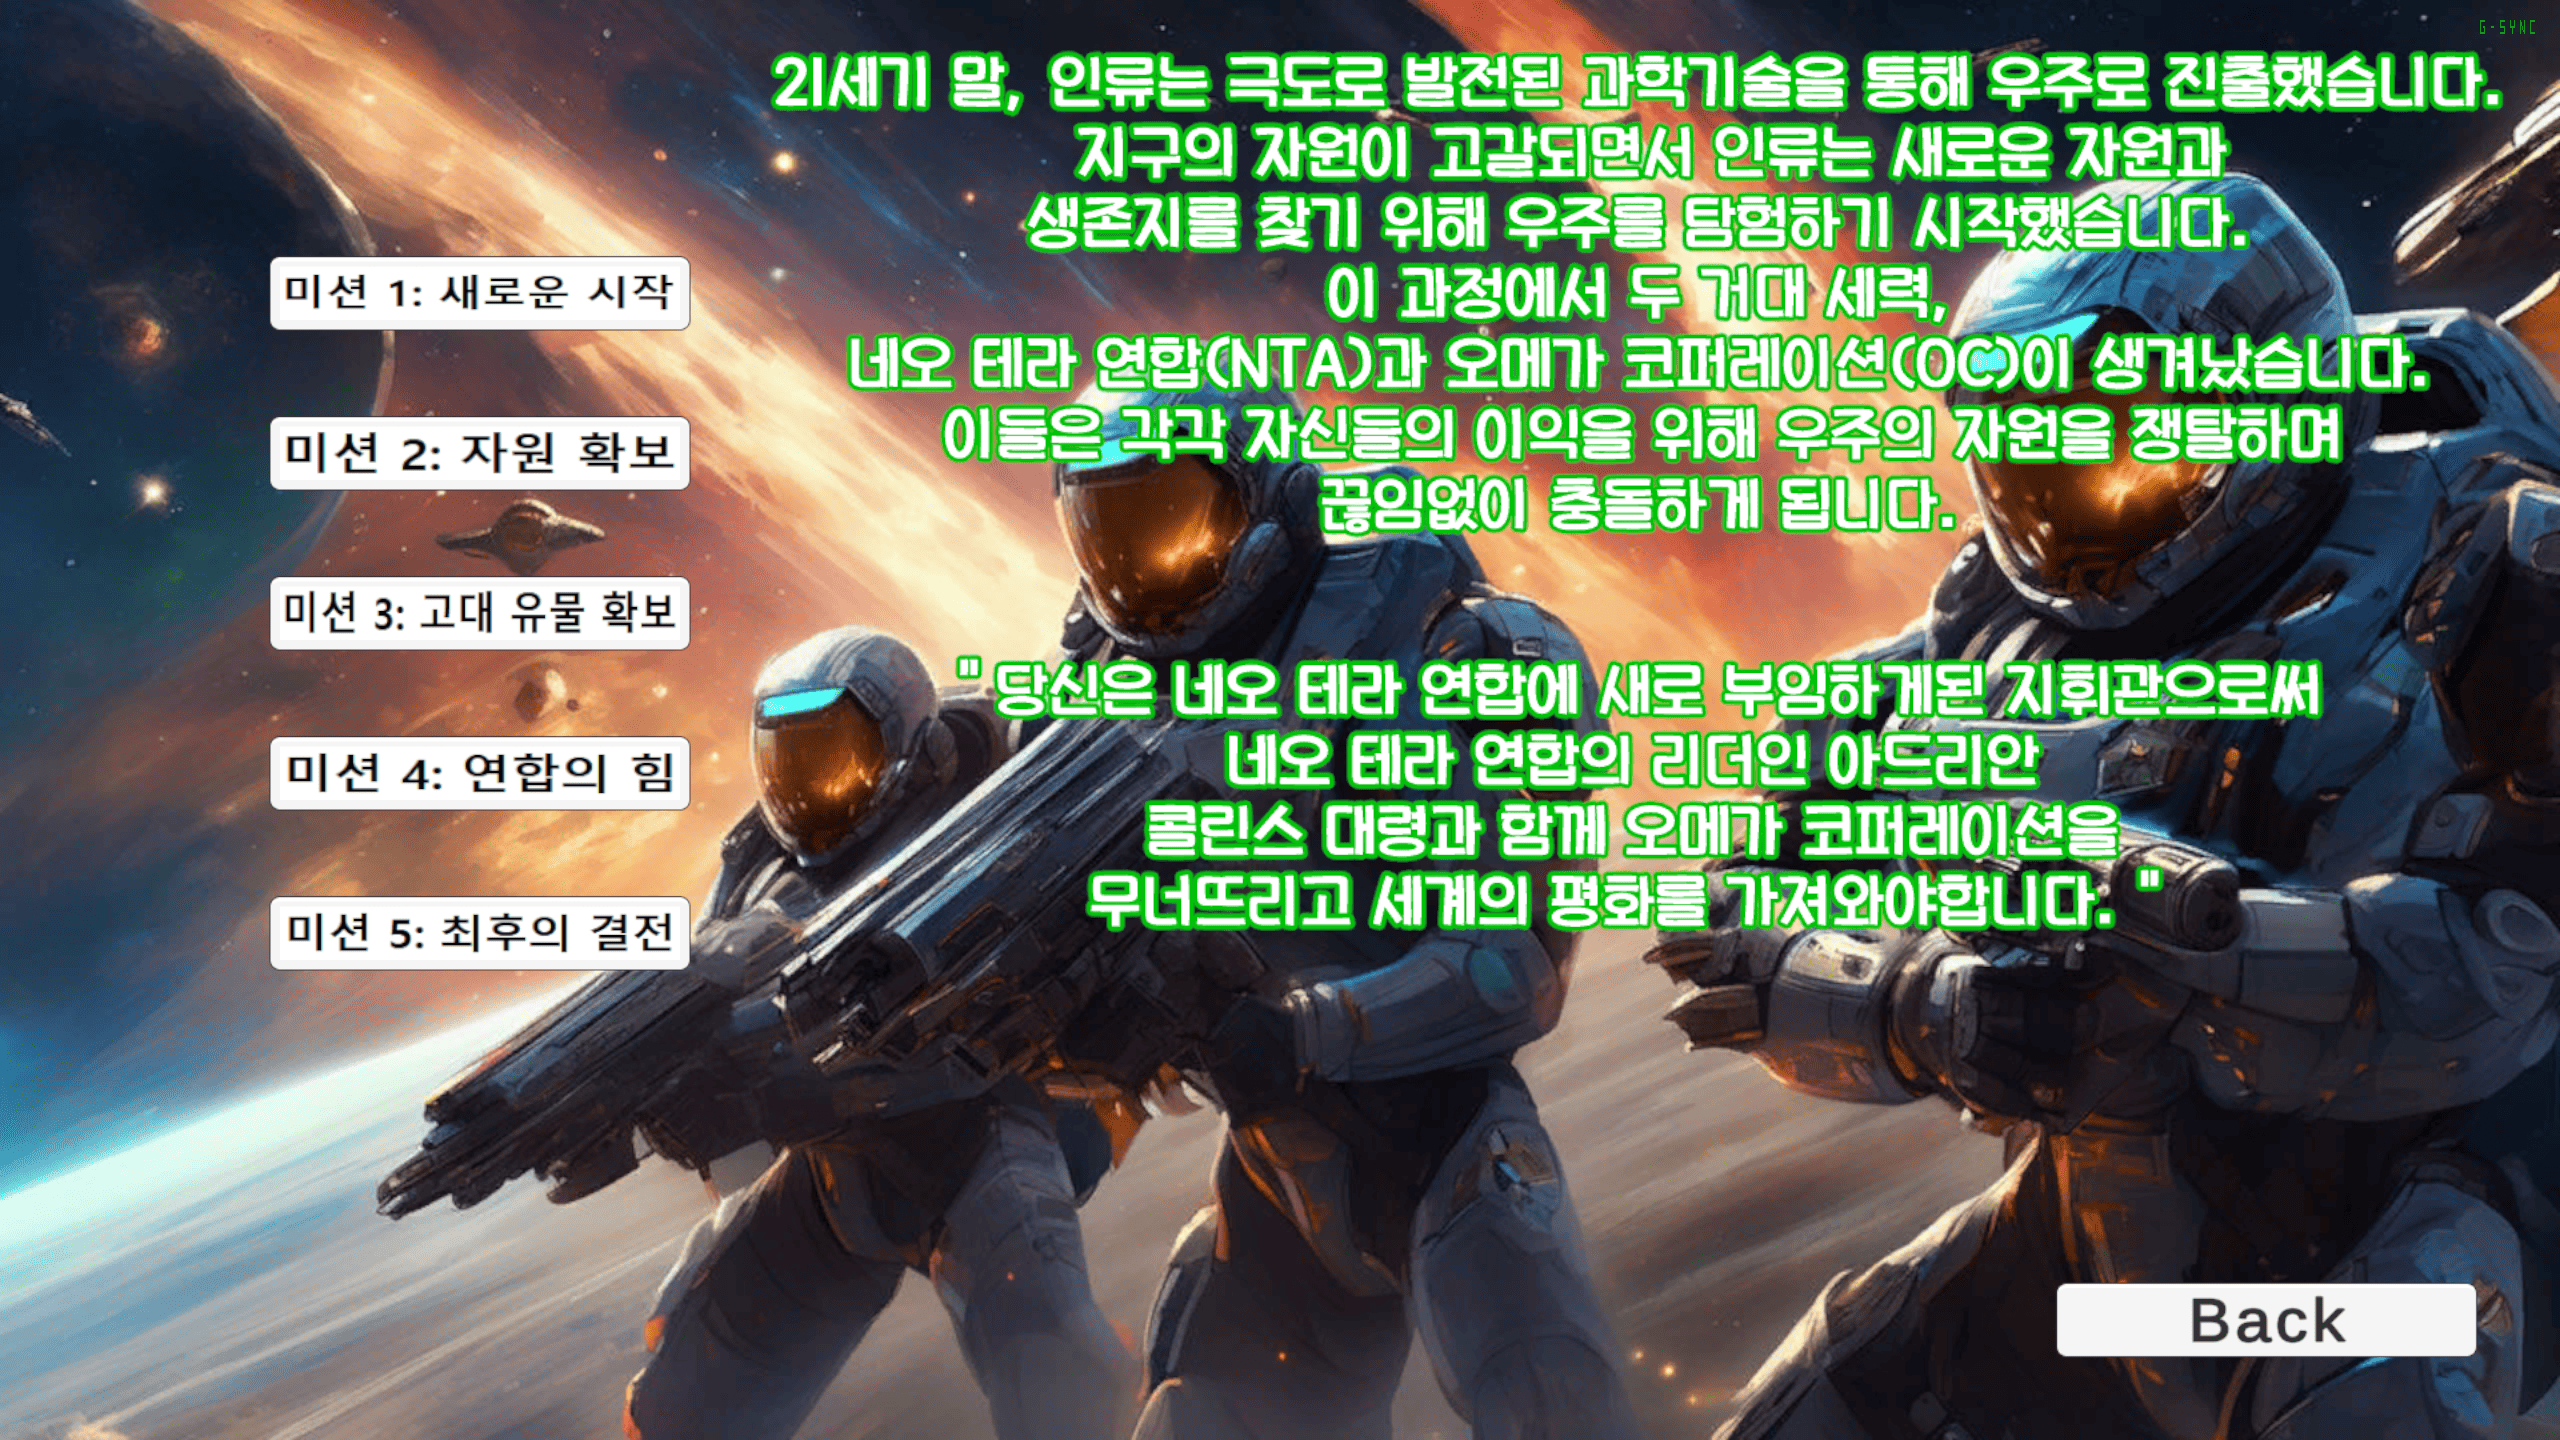 G-SYNC
21세기 말, 인류는 극도로 발전된 과학기술을 통해 우주로 진출했습니다.
지구의 자원이 고갈되면서 인류는 새로운 자원과
생존지를 찾기 위해 우주를 탐험하기 시작했습니다.
이 과정에서 두 거대 세력,
네오 테라 연합(NTA)과 오메가 코퍼레이션(OC)이 생겨났습니다.
이들은 각각 자신들의 이익을 위해 우주의 자원을 쟁탈하며
끊임없이 충돌하게 됩니다.
" 당신은 네오 테라 연합에 새로 부임하게된 지휘관으로써
네오 테라 연합의 리더인 아드리안
콜린스 대령과 함께 오메가 코퍼레이션을
무너뜨리고 세계의 평화를 가져와야합니다. "
미션 1: 새로운 시작
미션 2: 자원 확보
미션 3: 고대 유물 확보
미션 4: 연합의 힘
미션 5: 최후의 결전
Back